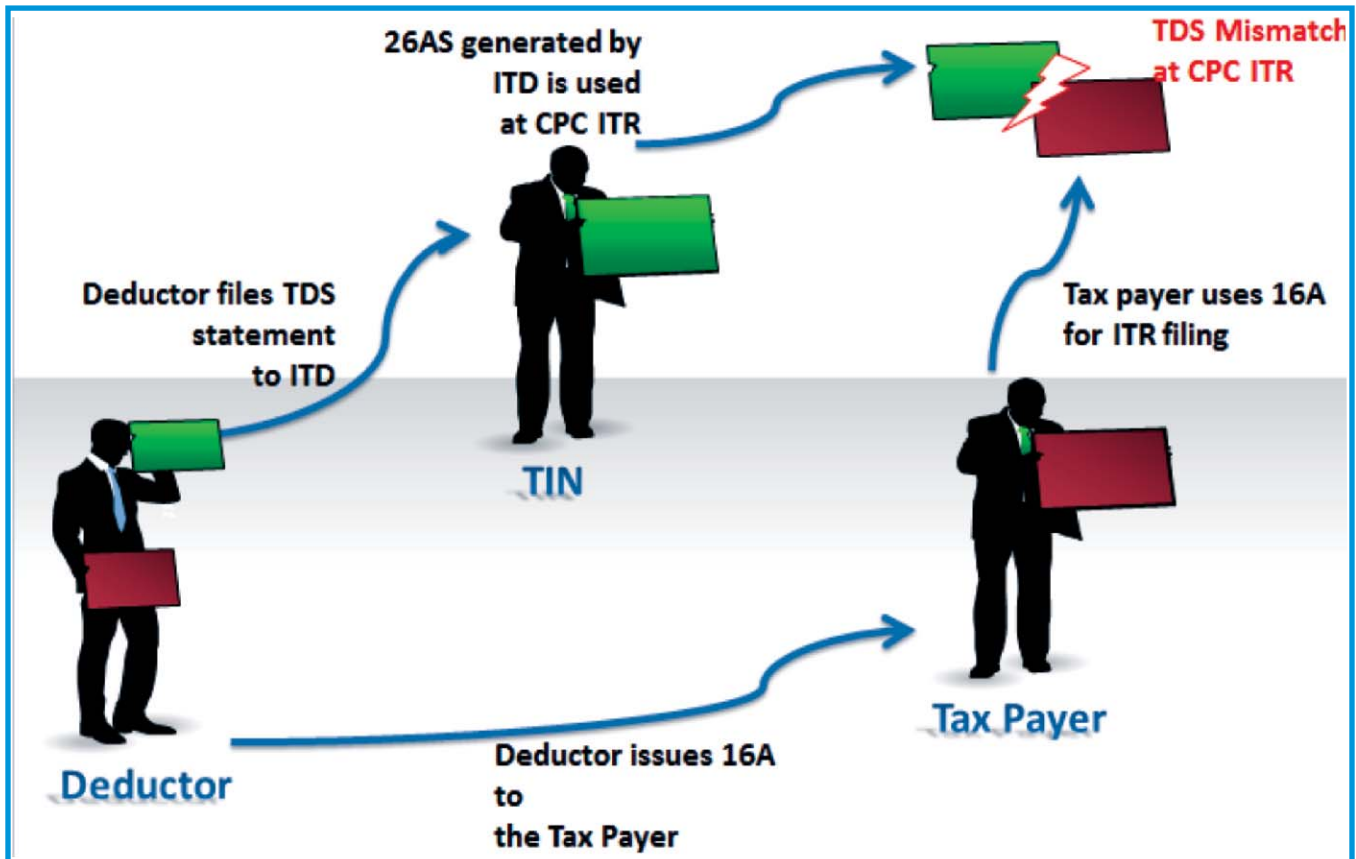 26AS generated by
ITD is used
at CPC ITR
TDS Mismatch
at CPC ITR
Deductor files TDS
statement
to ITD
Tax payer uses 16A
for ITR filing
TIN
Tax Payer
Deductor
Deductor issues 16A
to
the Tax Payer